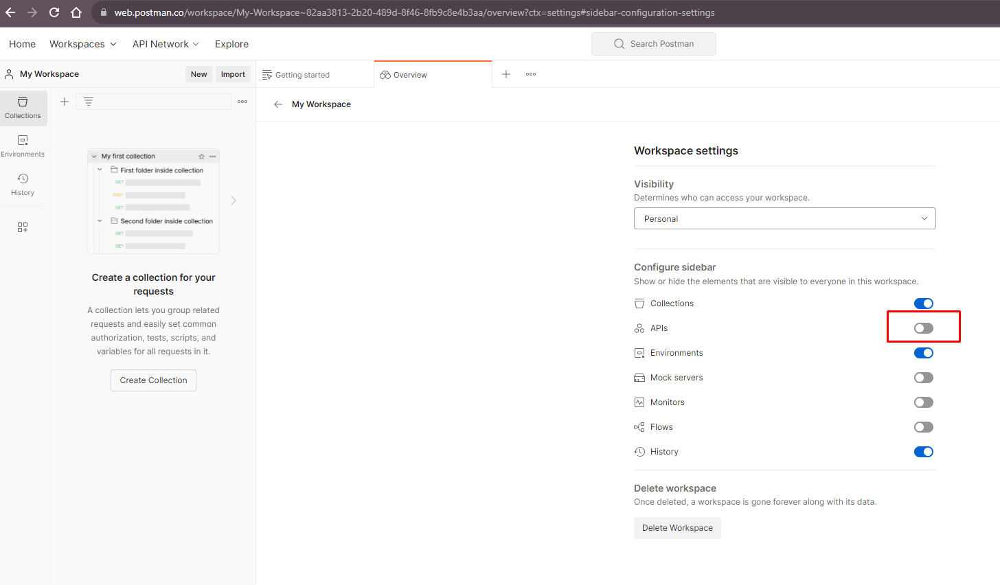 web.postman.co/workspace/My-Workspace~82aa3813-2b20-489d-8f46-8fb9c8e4b3aa/overview?ctx=settings#sidebar-configuration-settings
Home Workspaces API Network Explore Search Postman
My Workspace New Import
Getting started Overview
Collections
Environments
History
My first collection
First folder inside collection
GET
POST
GET
Second folder inside collection
GET
GET
Create a collection for your
requests
A collection lets you group related
requests and easily set common
authorization, tests, scripts, and
variables for all requests in it.
Create Collection
My Workspace
Workspace settings
Visibility
Determines who can access your workspace.
Personal
Configure sidebar
Show or hide the elements that are visible to everyone in this workspace.
Collections
APIs
Environments
Mock servers
Monitors
Flows
History
Delete workspace
Once deleted, a workspace is gone forever along with its data.
Delete Workspace